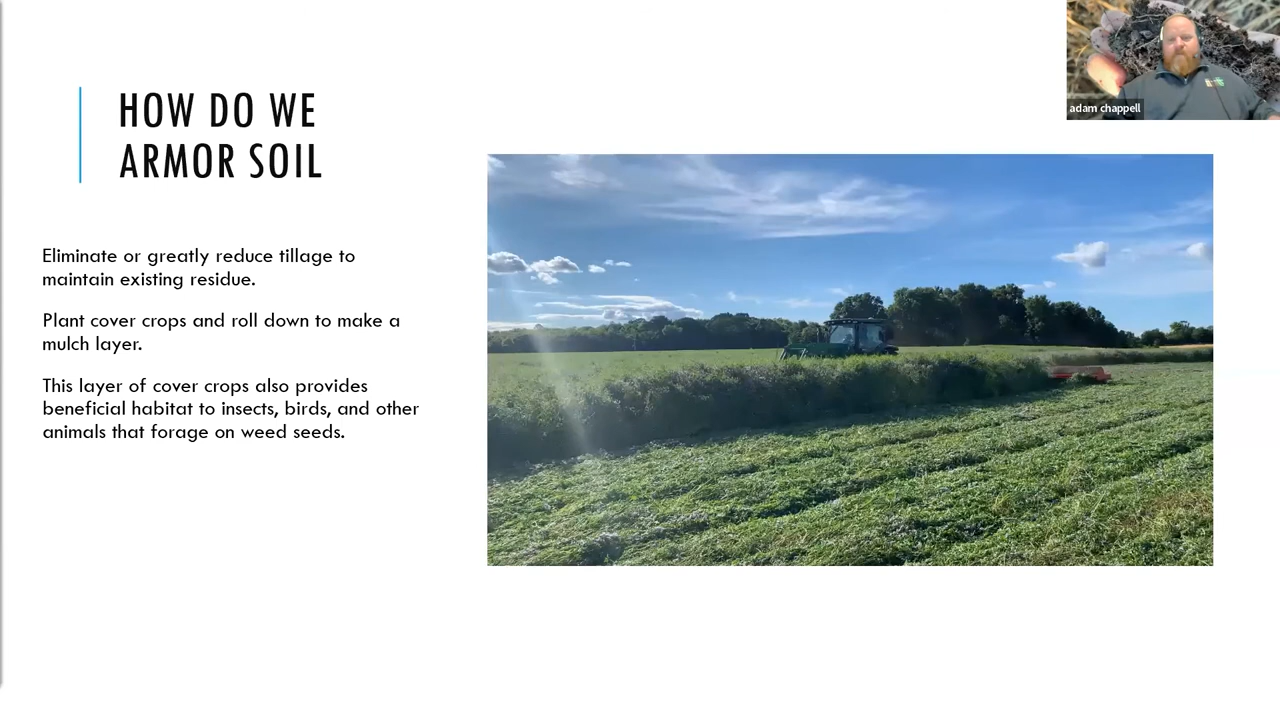 adam chappell
HOW DO WE
ARMOR SOIL
Eliminate or greatly reduce tillage to
maintain existing residue.
Plant cover crops and roll down to make a
mulch layer.
This layer of cover crops also provides
beneficial habitat to insects, birds, and other
animals that forage on weed seeds.